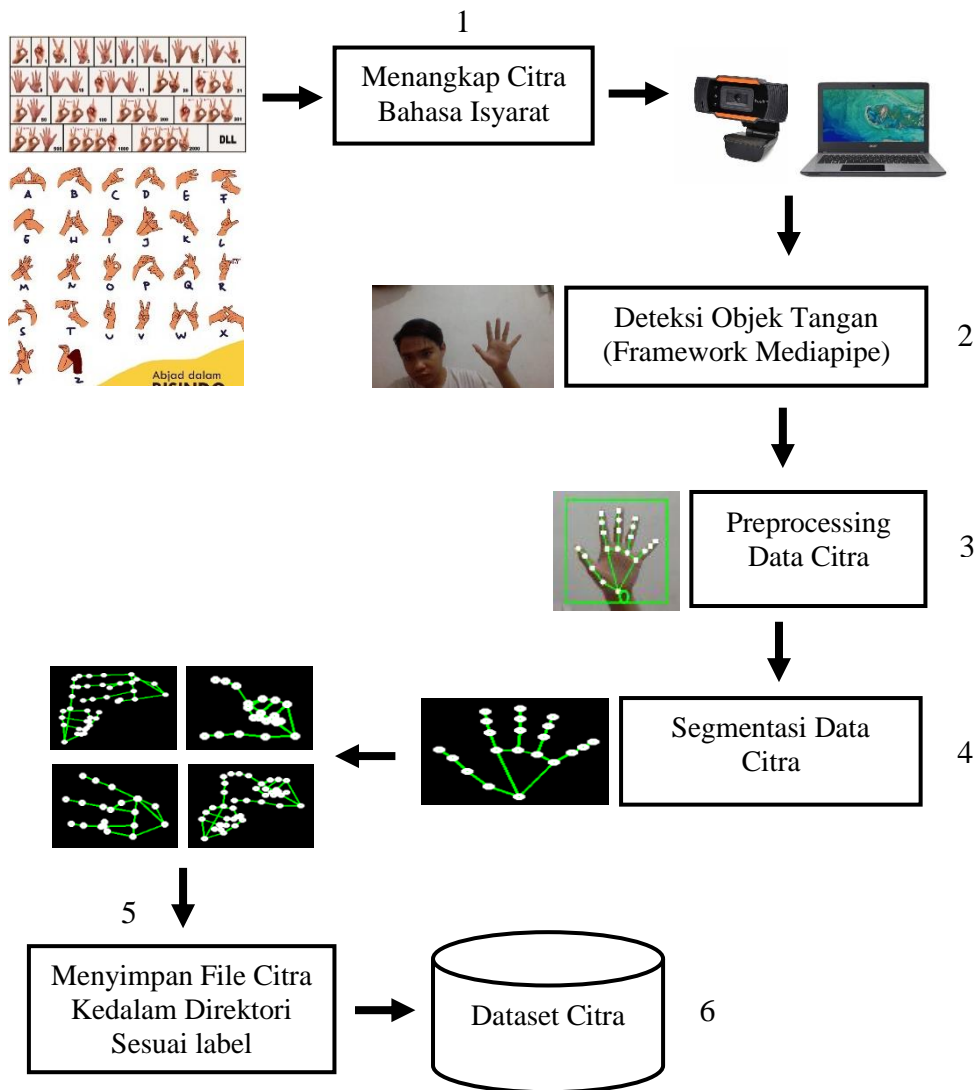 1
Menangkap Citra
Bahasa Isyarat
DLL
A B C D E F
G H I J K L
M N O P Q R
S T U V W X
Y Z
Abjad dalam
BISINDO
Deteksi Objek Tangan
(Framework Mediapipe)
2
Preprocessing
Data Citra
3
Segmentasi Data
Citra
4
5
Menyimpan File Citra
Kedalam Direktori
Sesuai label
Dataset Citra
6